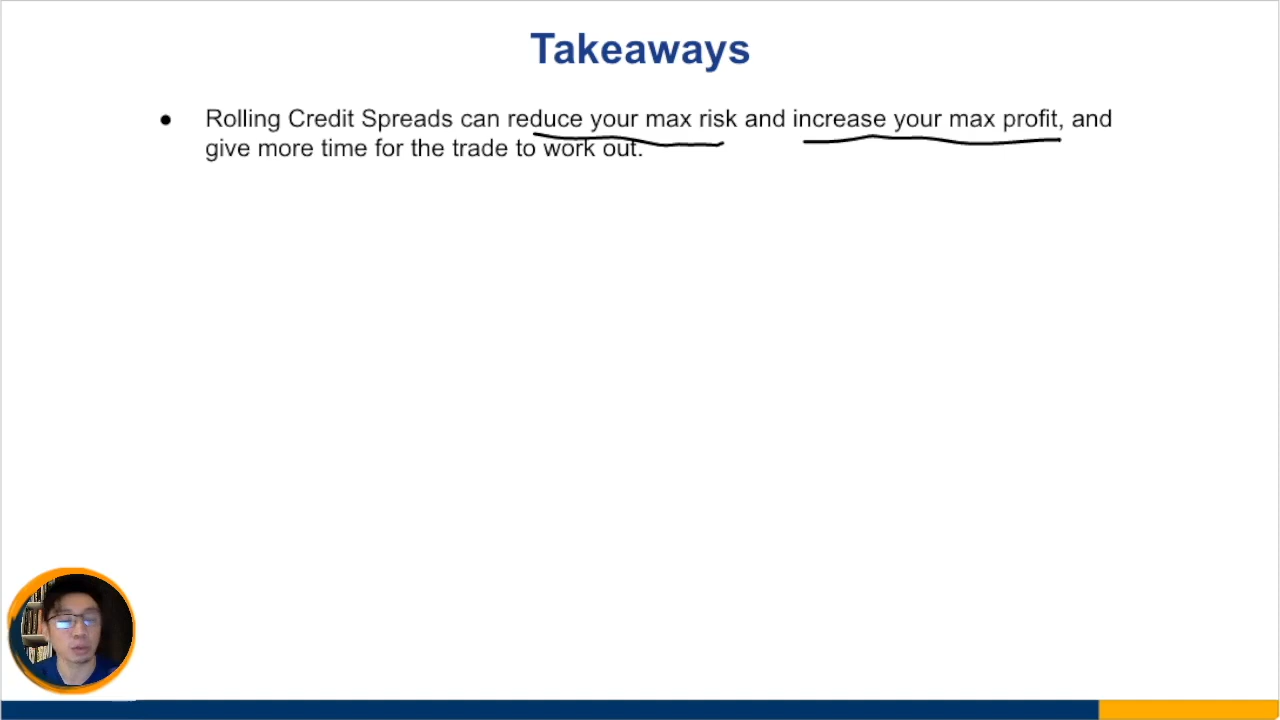 Takeaways
● Rolling Credit Spreads can reduce your max risk and increase your max profit, and
give more time for the trade to work out.